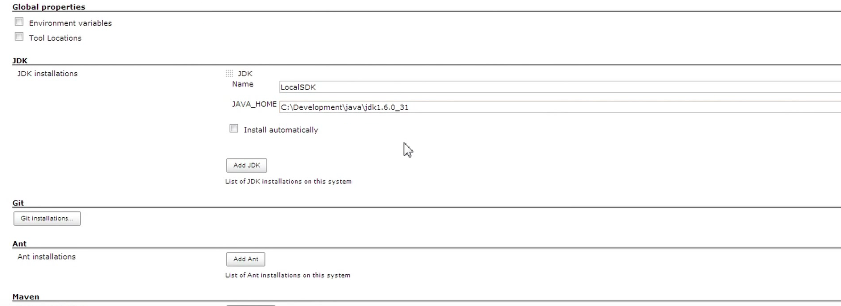 Global properties
Environment variables
Tool Locations
JDK
JDK installations
JDK
Name
LocalSDK
JAVA_HOME
C:\Development\java\jdk1.6.0_31
Install automatically
Add JDK
List of JDK installations on this system
Git
Git installations...
Ant
Ant installations
Add Ant
List of Ant installations on this system
Maven